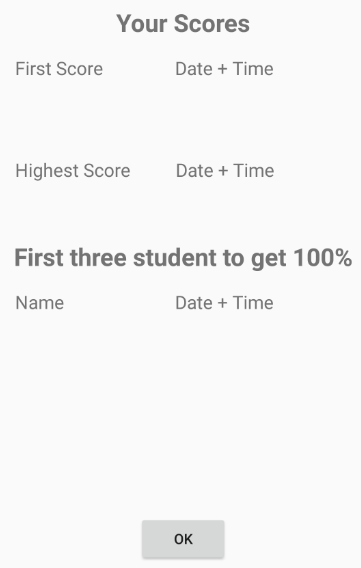 Your Scores
First Score Date + Time
Highest Score Date + Time
First three student to get 100%
Name Date + Time
OK